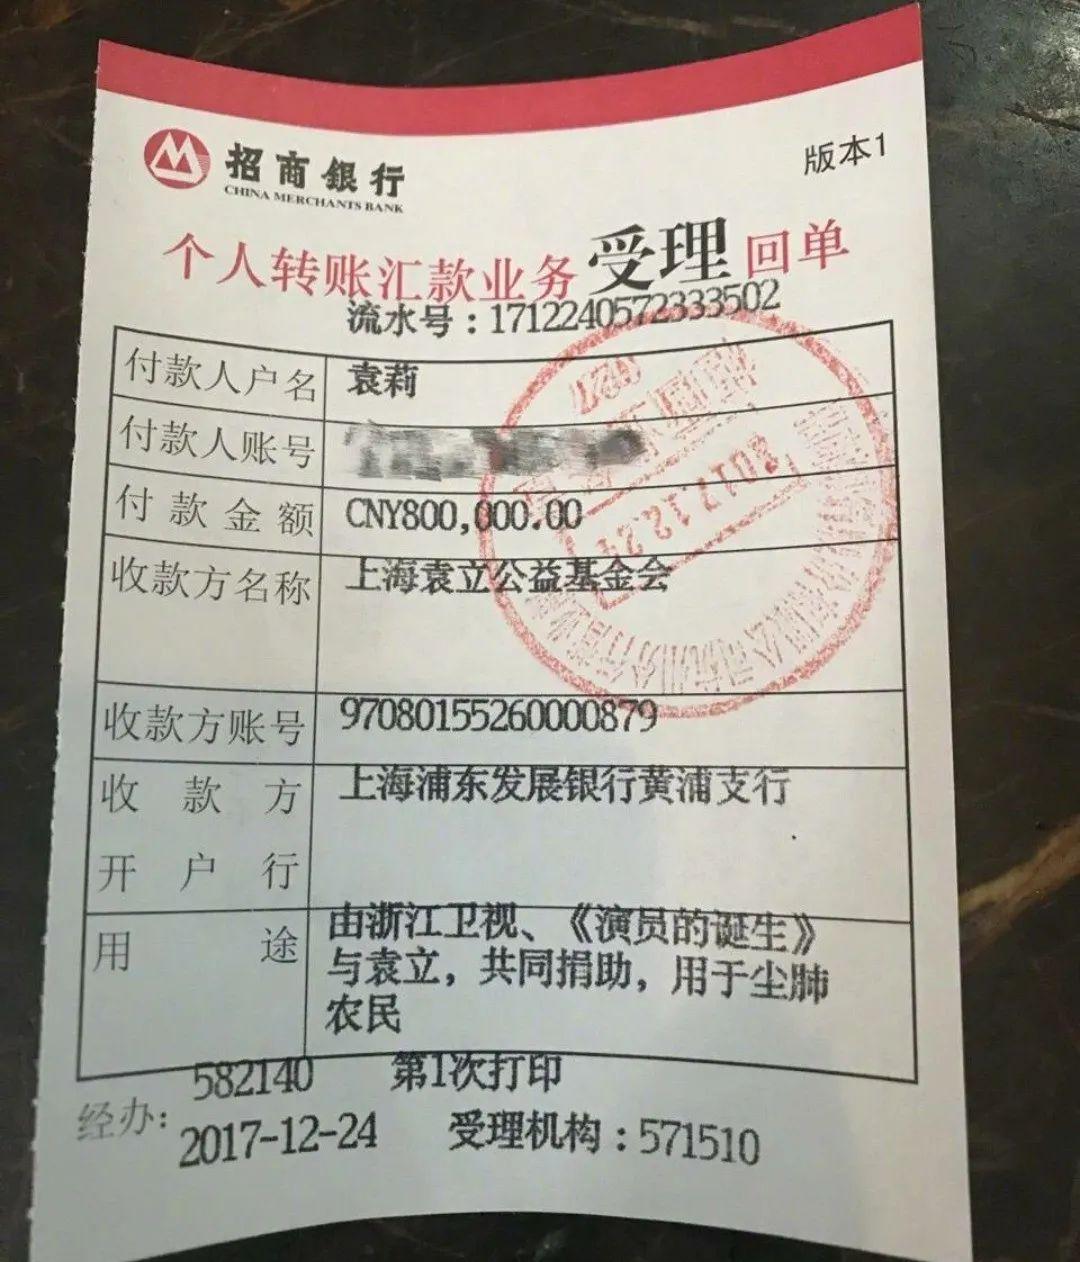 招商銀行
CHINA MERCHANTS BANK
版本1
个人转账汇款业务受理回单
流水号：1712240572333502
付款人户名 袁莉
付款人账号
付款金额 CNY800,000.00
收款方名称 上海袁立公益基金会
收款方账号 97080155260000879
收款方 上海浦东发展银行黄浦支行
开户行
用途 由浙江卫视、《演员的诞生》
与袁立，共同捐助，用于尘肺
农民
582140 第1次打印
经办：
2017-12-24 受理机构：571510
2017.12.24